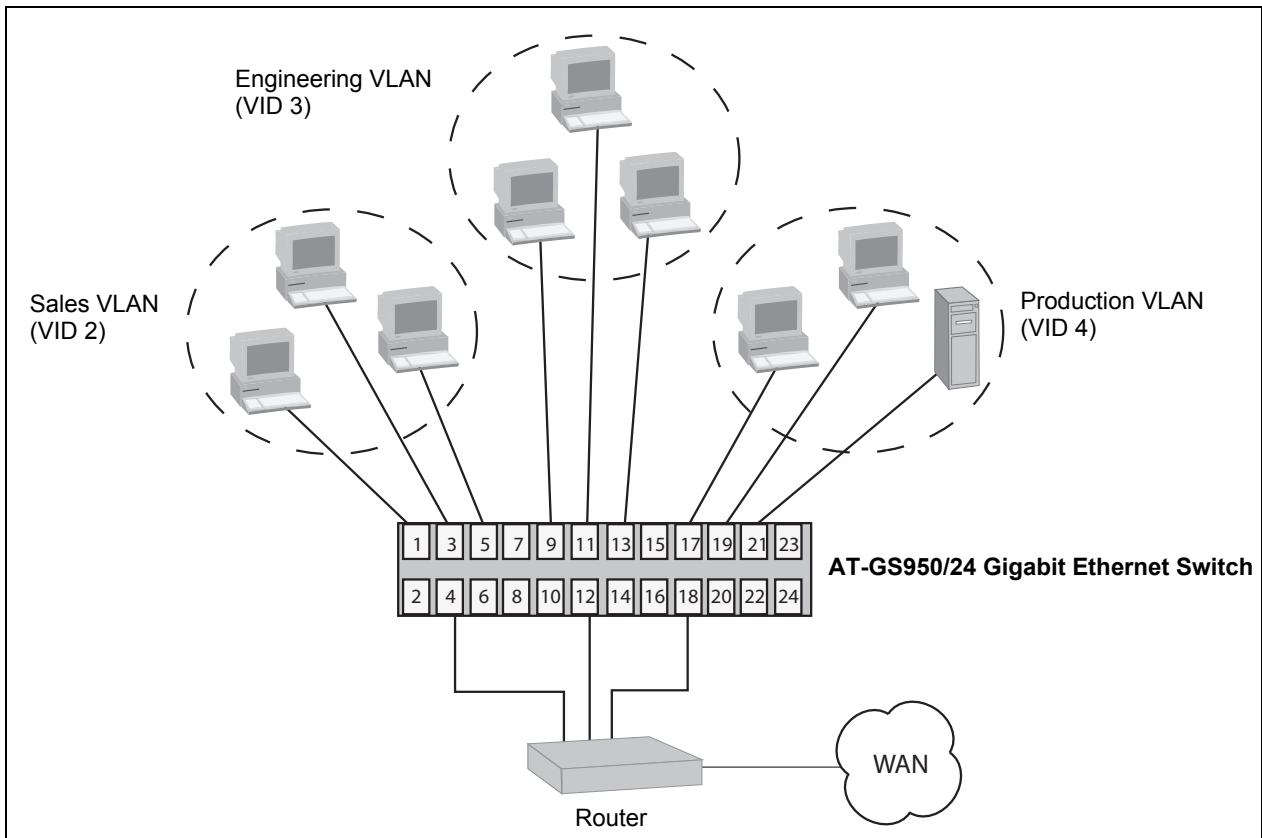 Engineering VLAN
(VID 3)
Sales VLAN
(VID 2)
Production VLAN
(VID 4)
1 3 5 7 9 11 13 15 17 19 21 23
AT-GS950/24 Gigabit Ethernet Switch
2 4 6 8 10 12 14 16 18 20 22 24
WAN
Router